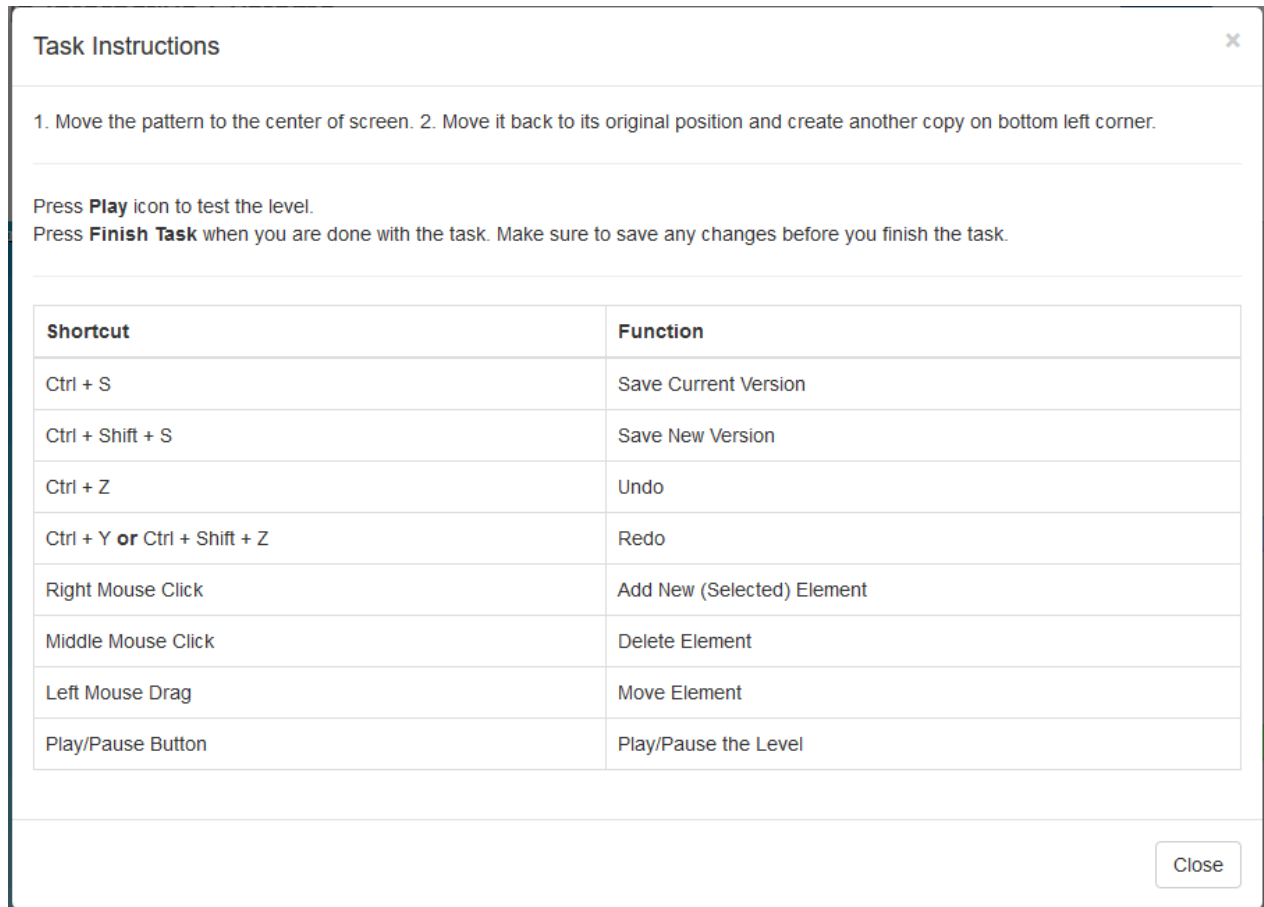 Task Instructions ×
1. Move the pattern to the center of screen. 2. Move it back to its original position and create another copy on bottom left corner.
Press Play icon to test the level.
Press Finish Task when you are done with the task. Make sure to save any changes before you finish the task.
Shortcut Function
Ctrl + S Save Current Version
Ctrl + Shift + S Save New Version
Ctrl + Z Undo
Ctrl + Y or Ctrl + Shift + Z Redo
Right Mouse Click Add New (Selected) Element
Middle Mouse Click Delete Element
Left Mouse Drag Move Element
Play/Pause Button Play/Pause the Level
Close